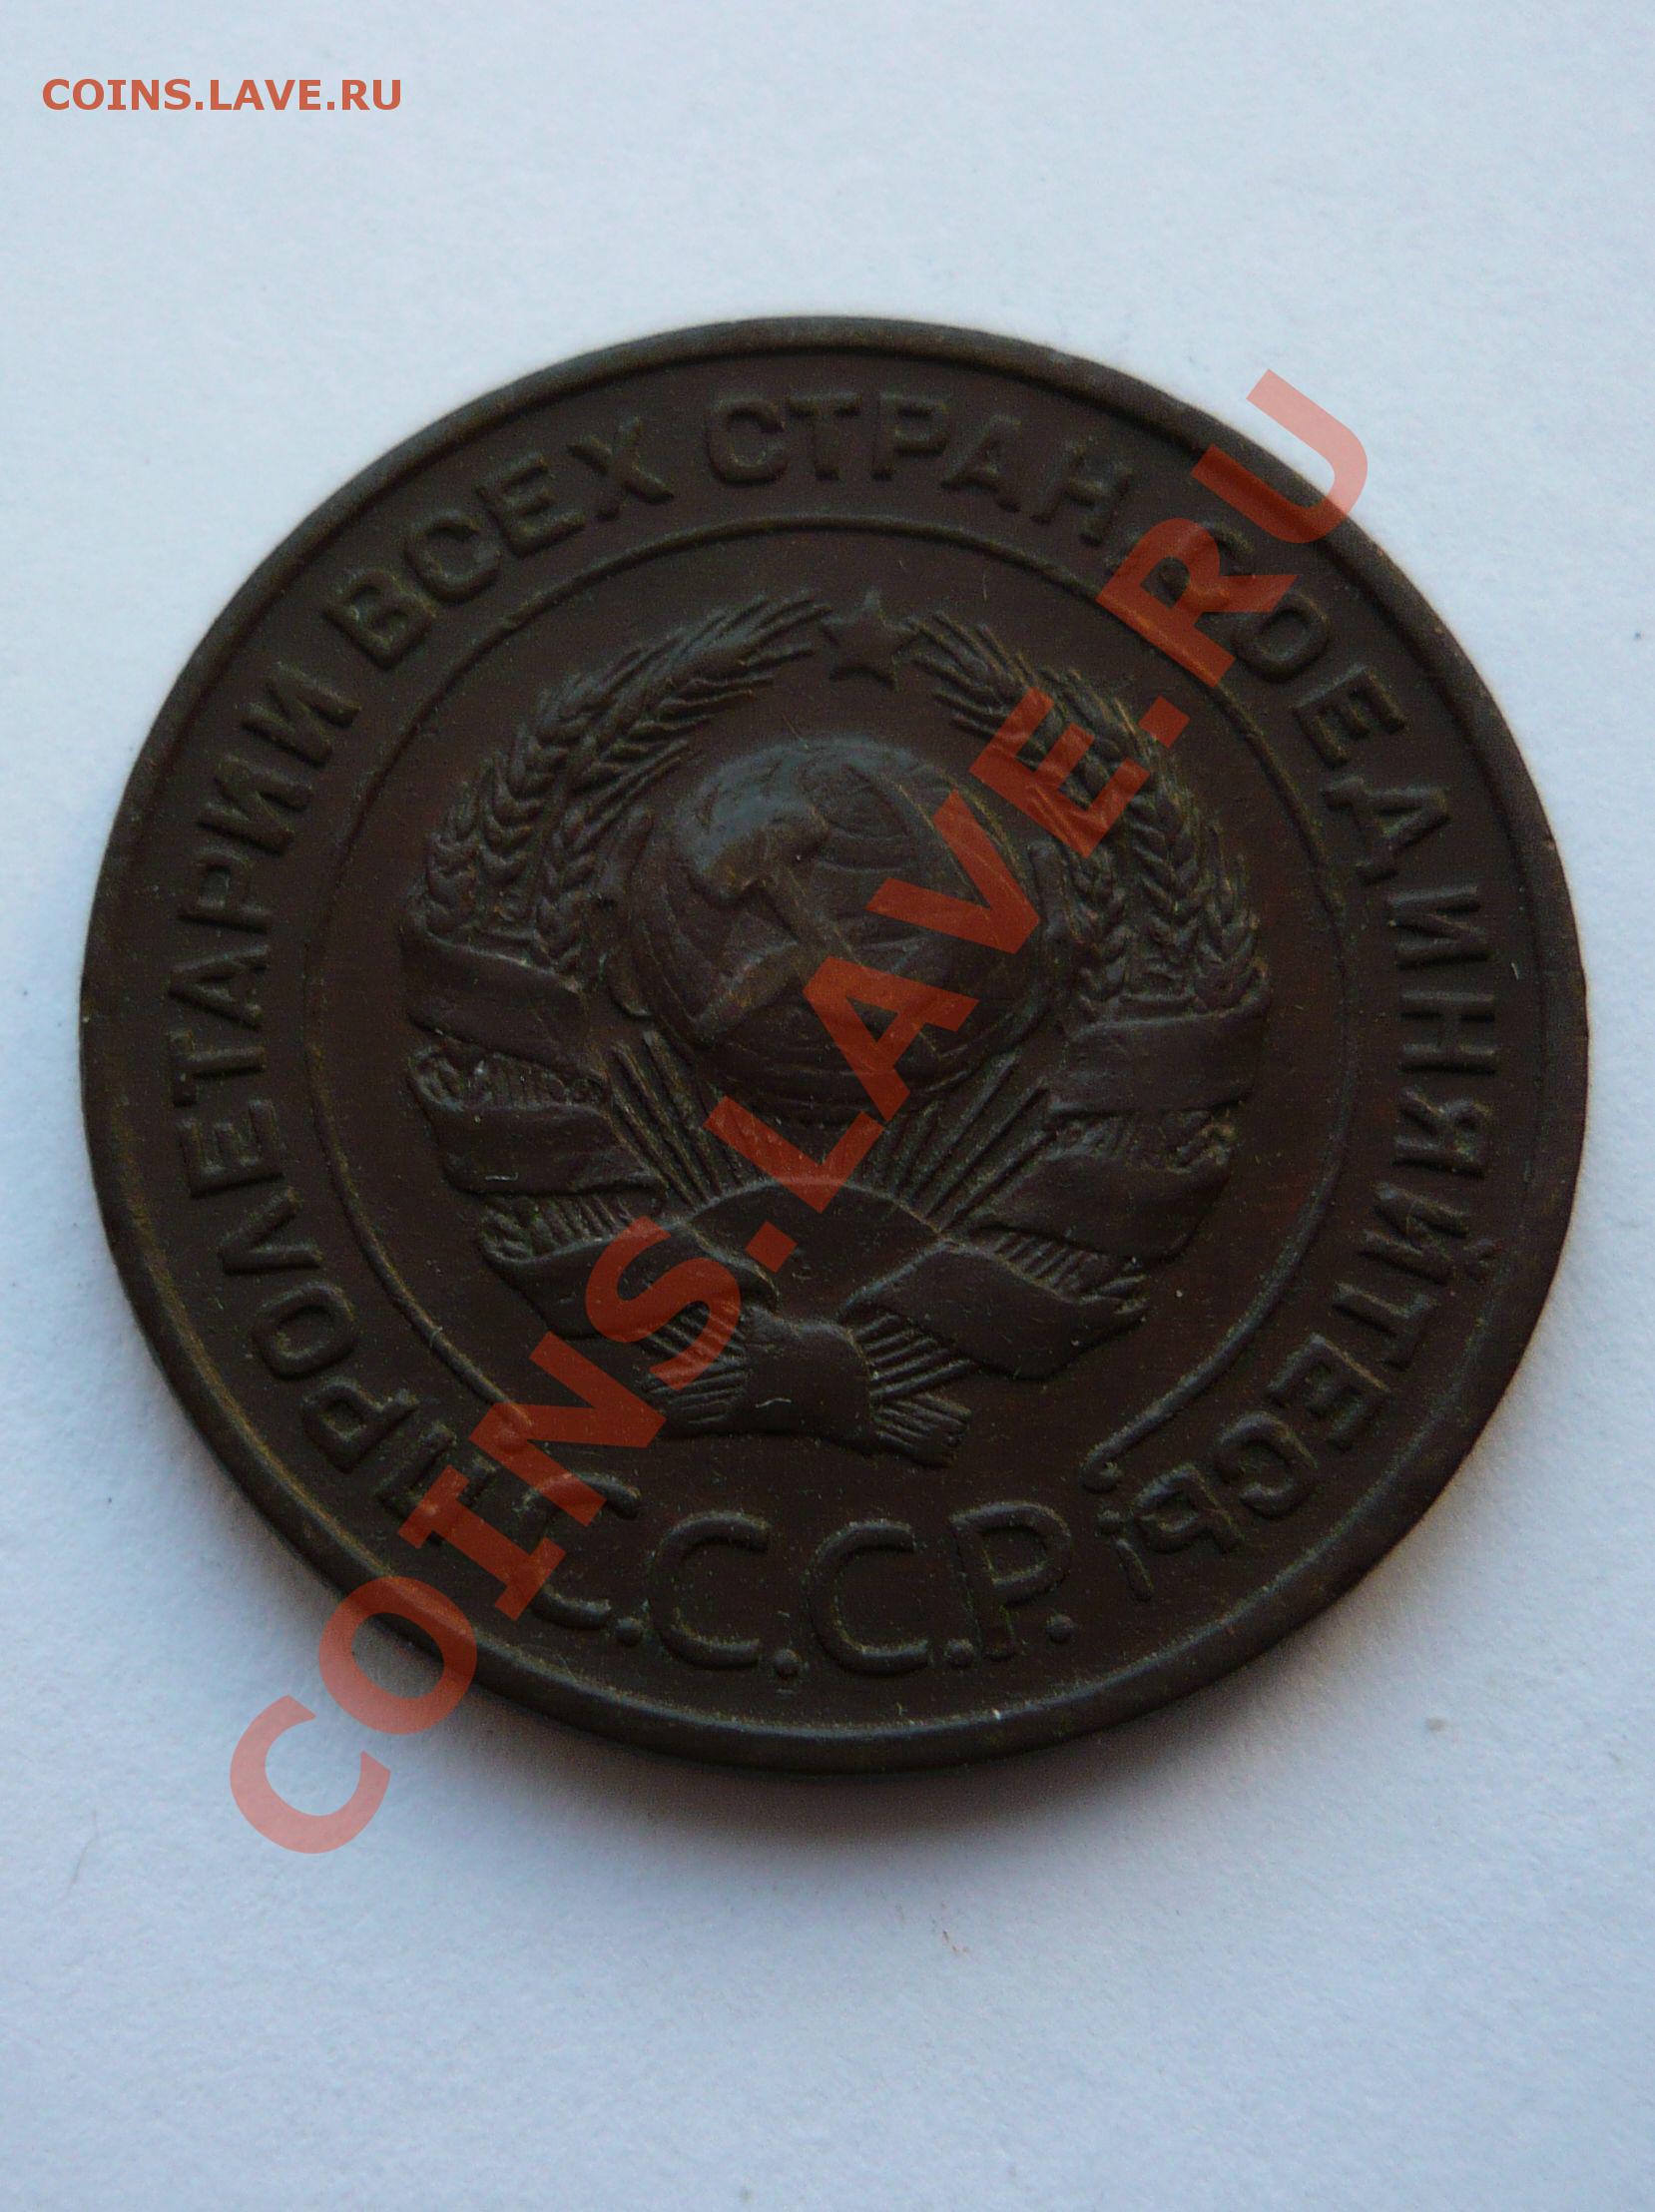 COINS.LAVE.RU
ПРОЛЕТАРИИ ВСЕХ СТРАН, СОЕДИНЯЙТЕСЬ!
С.С.С.Р.
COINS.LAVE.RU